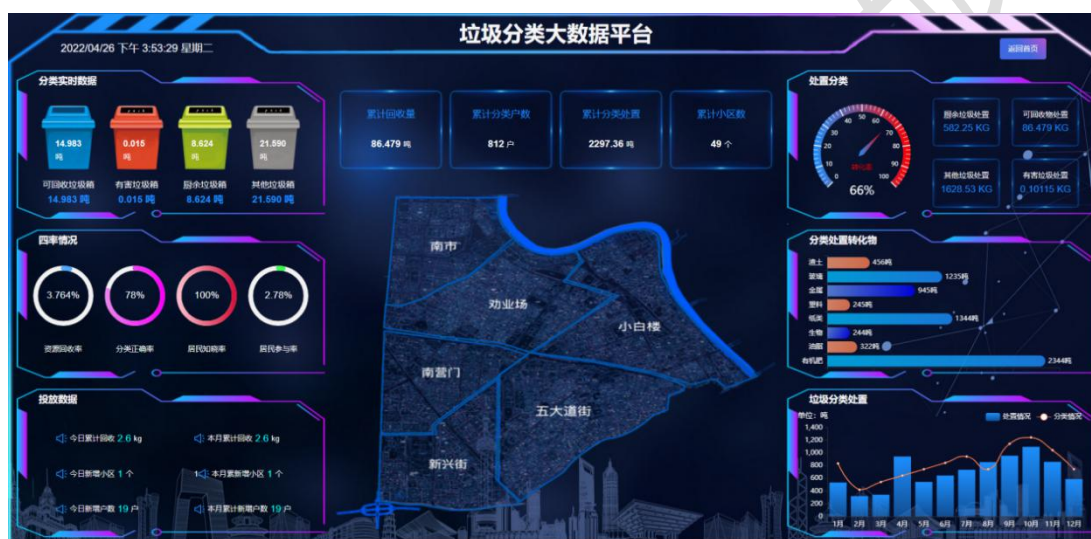 垃圾分类大数据平台
2022/04/26 下午 3:53:29 星期二
返回首页
分类实时数据
14.983 吨
0.015 吨
8.624 吨
21.590 吨
可回收垃圾箱 有害垃圾箱 厨余垃圾箱 其他垃圾箱
14.983 吨 0.015 吨 8.624 吨 21.590 吨
四率情况
3.764% 78% 100% 2.78%
资源回收率 分类正确率 居民知晓率 居民参与率
投放数据
今日累计回收 2.6 kg 本月累计回收 2.6 kg
今日新增小区 1 个 本月累新增小区 1 个
今日新增户数 19 户 本月累计新增户数 19 户
累计回收量 累计分类户数 累计分类处置 累计小区数
86.479 吨 812 户 2297.36 吨 49 个
南市
劝业场
小白楼
南营门
五大道街
新兴街
处置分类
0 10 20 30 40 50 60 70 80 90 100
66%
厨余垃圾处置 可回收物处置
582.25 KG 86.479 KG
其他垃圾处置 有害垃圾处置
1628.53 KG 0.10115 KG
分类处置转化物
渣土 456吨
玻璃 1235吨
金属 945吨
塑料 245吨
纸类 1344吨
生物 244吨
油脂 322吨
有机肥 2344吨
垃圾分类处置
单位：吨 处置情况 分类情况
1,400
1,200
1,000
800
600
400
200
0
1月 2月 3月 4月 5月 6月 7月 8月 9月 10月 11月 12月